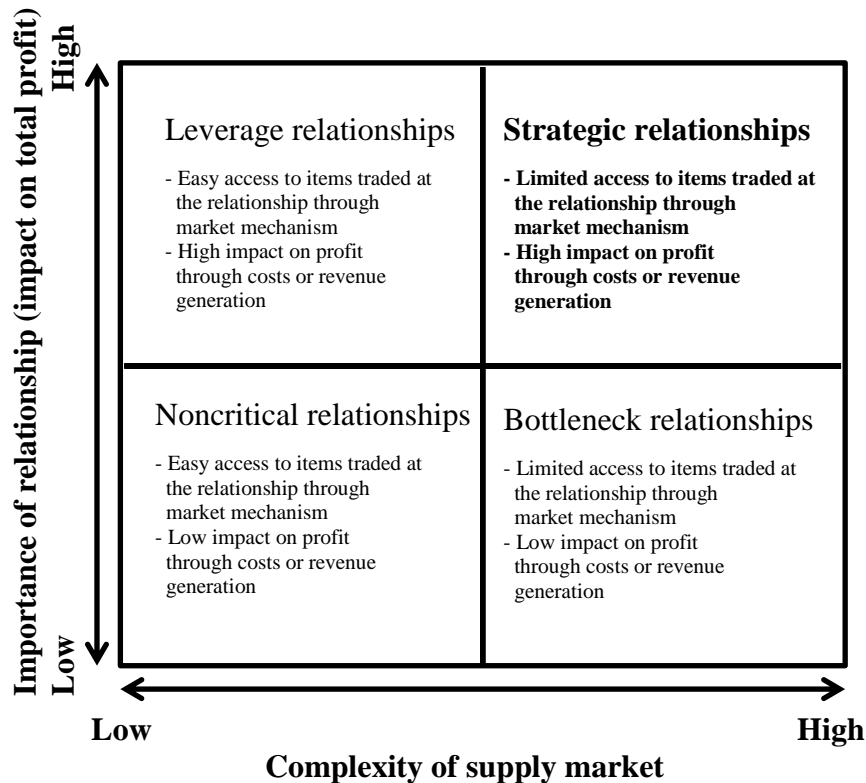 Importance of relationship (impact on total profit)
High
Low
Leverage relationships
- Easy access to items traded at
the relationship through
market mechanism
- High impact on profit
through costs or revenue
generation
Strategic relationships
- Limited access to items traded at
the relationship through
market mechanism
- High impact on profit
through costs or revenue
generation
Noncritical relationships
- Easy access to items traded at
the relationship through
market mechanism
- Low impact on profit
through costs or revenue
generation
Bottleneck relationships
- Limited access to items traded at
the relationship through
market mechanism
- Low impact on profit
through costs or revenue
generation
Low
High
Complexity of supply market